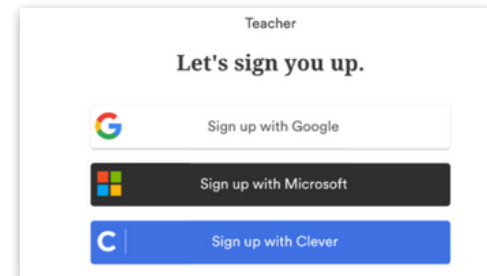 Teacher
Let's sign you up.
Sign up with Google
Sign up with Microsoft
Sign up with Clever